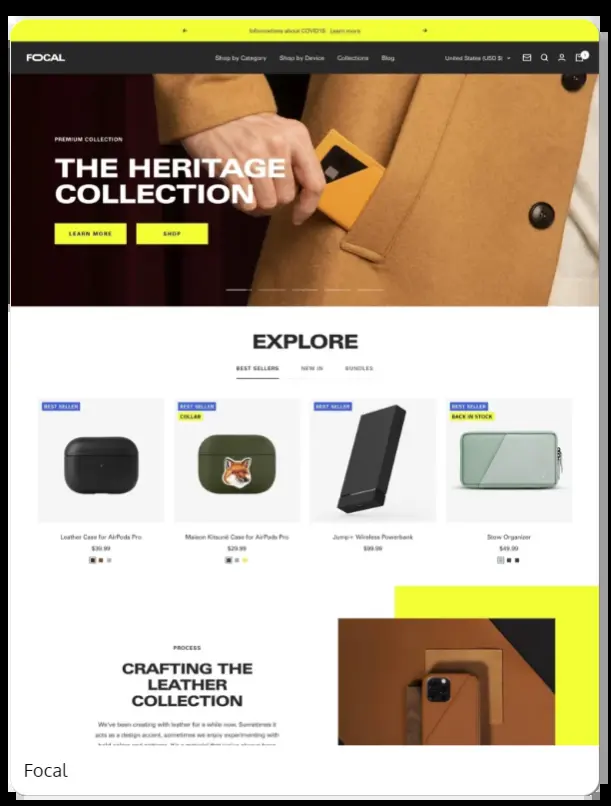 Informations about COVID19 Learn more
FOCAL
Shop by Category Shop by Device Collections Blog
United States (USD $)
PREMIUM COLLECTION
THE HERITAGE
COLLECTION
LEARN MORE SHOP
EXPLORE
BEST SELLERS NEW IN BUNDLES
BEST SELLER
BEST SELLER
COLLAB
BEST SELLER
BEST SELLER
BACK IN STOCK
Leather Case for AirPods Pro
$39.99
Maison Kitsuné Case for AirPods Pro
$29.99
Jump+ Wireless Powerbank
$99.99
Stow Organizer
$49.99
PROCESS
CRAFTING THE
LEATHER
COLLECTION
We've been creating with leather for a while now. Sometimes it
acts as a design accent, sometimes we enjoy experimenting with
Focal